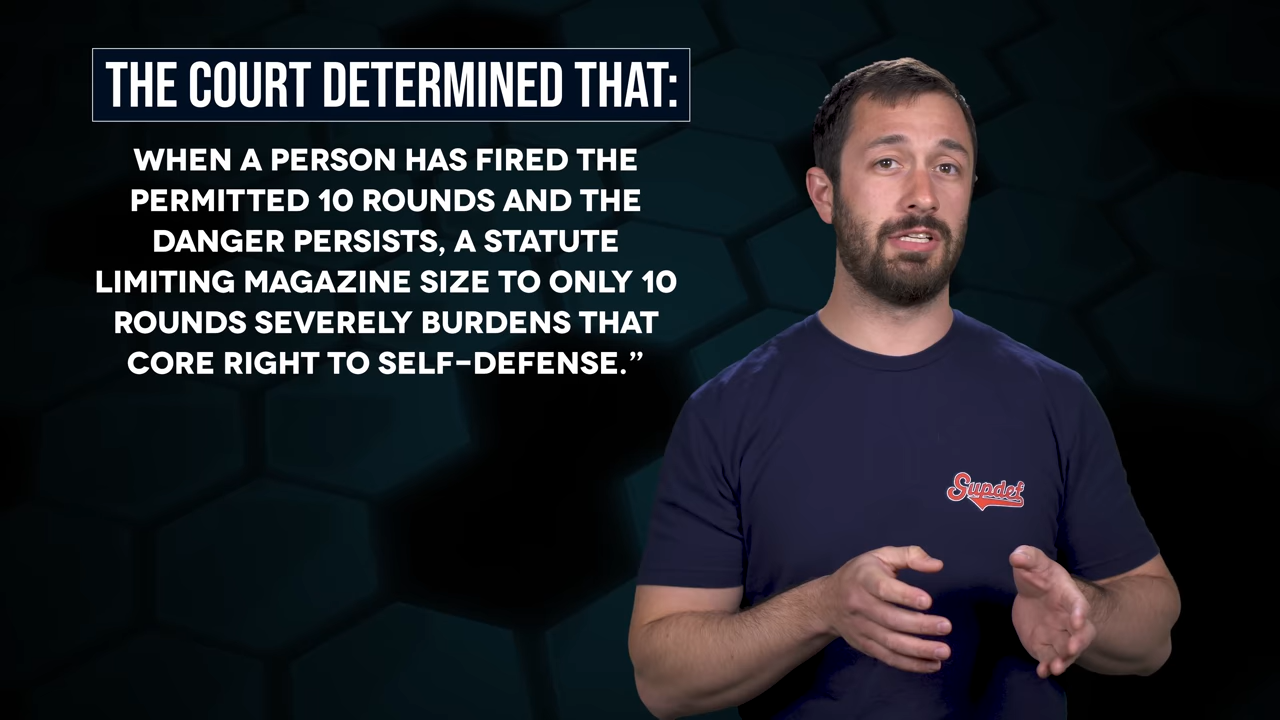 THE COURT DETERMINED THAT:
WHEN A PERSON HAS FIRED THE
PERMITTED 10 ROUNDS AND THE
DANGER PERSISTS, A STATUTE
LIMITING MAGAZINE SIZE TO ONLY 10
ROUNDS SEVERELY BURDENS THAT
CORE RIGHT TO SELF-DEFENSE.”
Supdef